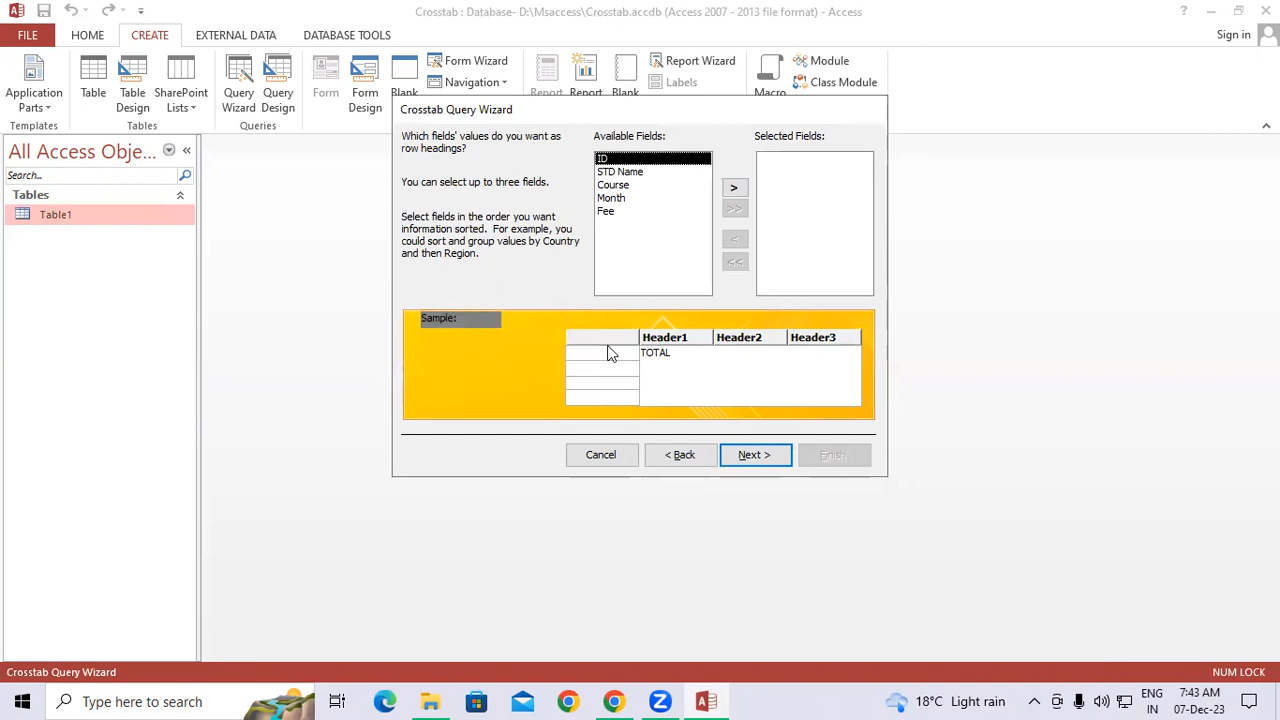 Crosstab : Database- D:\Msaccess\Crosstab.accdb (Access 2007 - 2013 file format) - Access
FILE HOME CREATE EXTERNAL DATA DATABASE TOOLS
Sign in
Application Parts
Table
Table Design
SharePoint Lists
Query Wizard
Query Design
Form
Form Design
Blank
Form Wizard
Navigation
Report
Report
Blank
Report Wizard
Labels
Macro
Module
Class Module
Templates
Tables
Queries
All Access Obje...
Search...
Tables
Table1
Crosstab Query Wizard
Which fields' values do you want as
row headings?
You can select up to three fields.
Select fields in the order you want
information sorted. For example, you
could sort and group values by Country
and then Region.
Available Fields:
ID
STD Name
Course
Month
Fee
>
>>
<
<<
Selected Fields:
Sample:
Header1 Header2 Header3
TOTAL
Cancel < Back Next > Finish
Crosstab Query Wizard
NUM LOCK
Type here to search
18°C Light rain
ENG
IN
7:43 AM
07-Dec-23